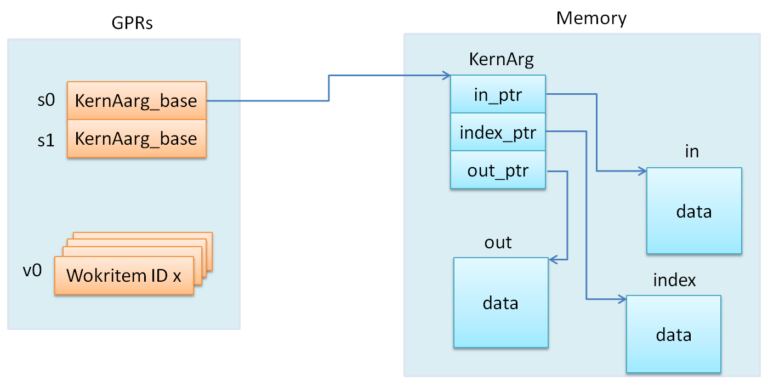 GPRs
s0
KernAarg_base
s1
KernAarg_base
v0
Wokritem ID x
Memory
KernArg
in_ptr
index_ptr
out_ptr
in
data
out
data
index
data